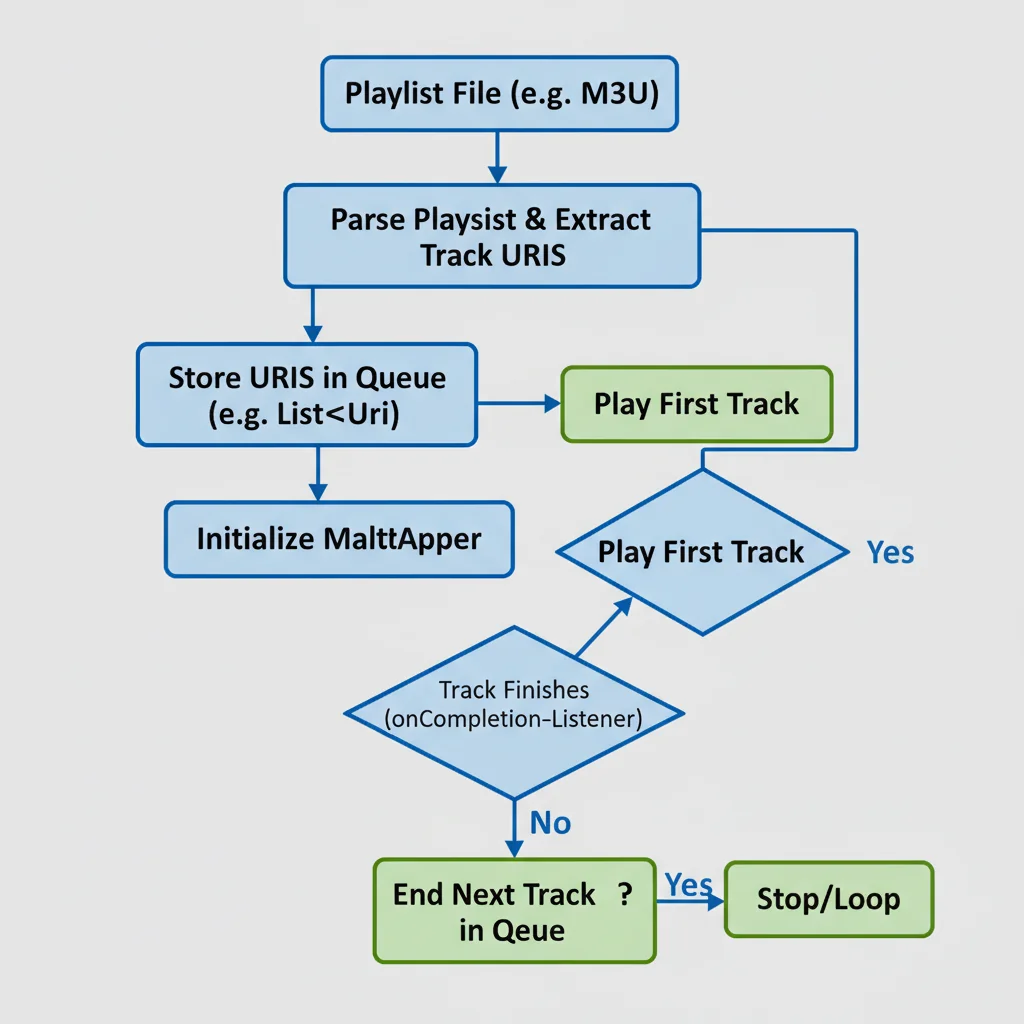 Playlist File (e.g. M3U)
Parse Playsist & Extract
Track URIS
Store URIS in Queue
(e.g. List<Uri)
Play First Track
Initialize MalttApper
Play First Track
Yes
Track Finishes
(onCompletion-Listener)
No
End Next Track ?
in Qeue
Yes
Stop/Loop